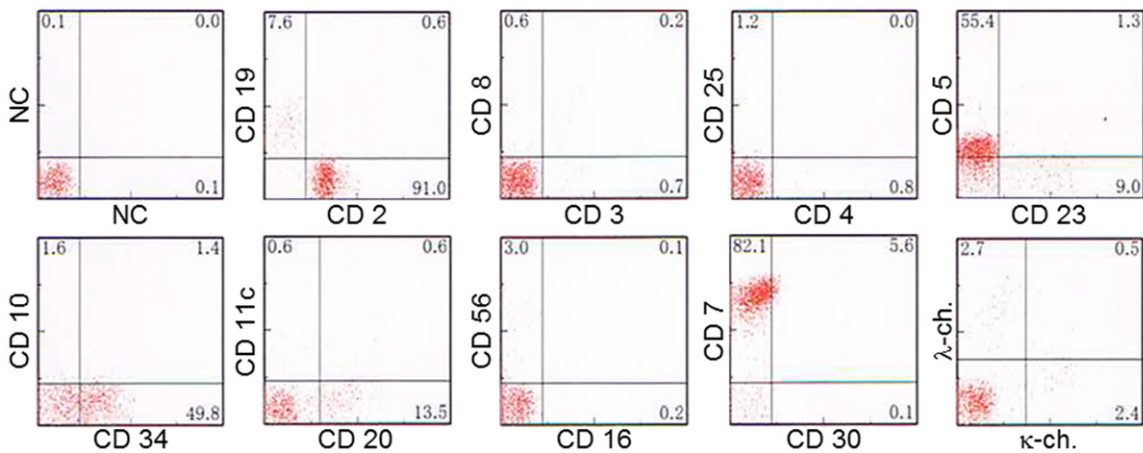 0.1 0.0
NC
0.1
NC
7.6 0.6
CD 19
91.0
CD 2
0.6 0.2
CD 8
0.7
CD 3
1.2 0.0
CD 25
0.8
CD 4
55.4 1.3
CD 5
9.0
CD 23
1.6 1.4
CD 10
49.8
CD 34
0.6 0.6
CD 11c
13.5
CD 20
3.0 0.1
CD 56
0.2
CD 16
82.1 5.6
CD 7
0.1
CD 30
2.7 0.5
λ-ch.
2.4
κ-ch.